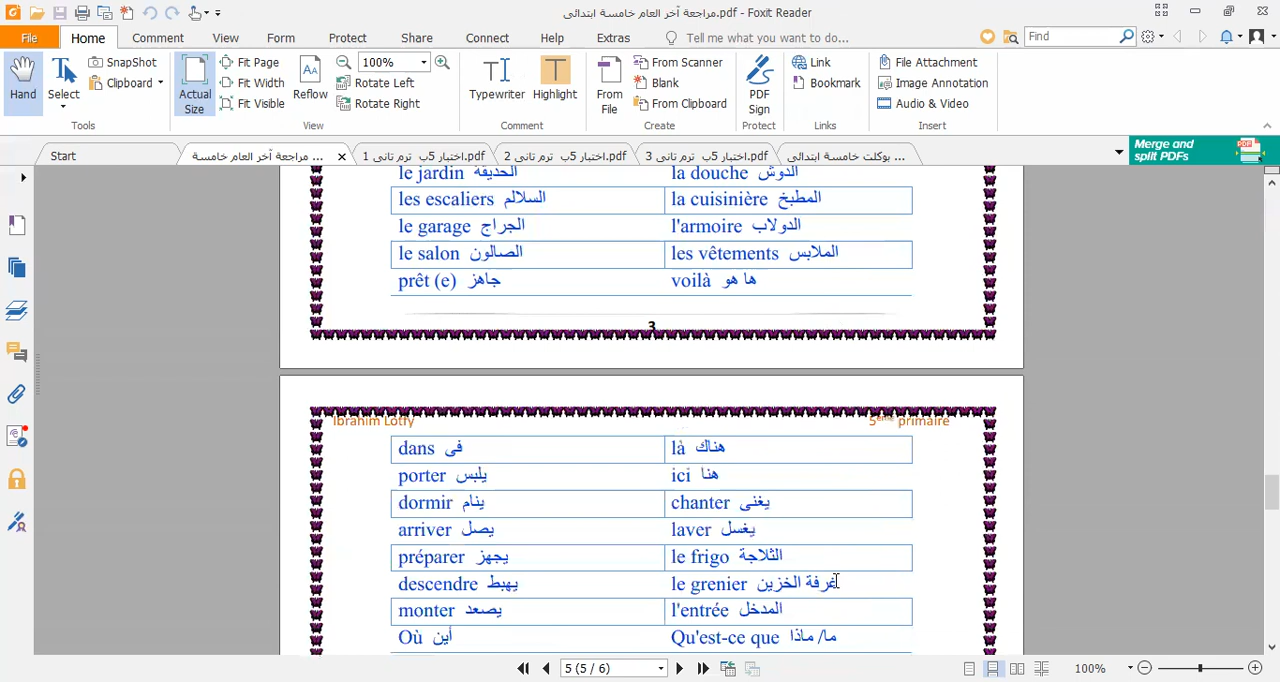 مراجعة آخر العام خامسة ابتدائى.pdf - Foxit Reader
File Home Comment View Form Protect Share Connect Help Extras Tell me what you want to do... Find
Hand
Select
SnapShot
Clipboard
Actual Size
Fit Page
Fit Width
Fit Visible
Reflow
100%
Rotate Left
Rotate Right
Typewriter
Highlight
From File
From Scanner
Blank
From Clipboard
PDF Sign
Link
Bookmark
File Attachment
Image Annotation
Audio & Video
Tools View Comment Create Protect Links Insert
Start
مراجعة آخر العام خامسة ...
اختبار 5ب ترم تانى 1.pdf
اختبار 5ب ترم تانى 2.pdf
اختبار 5ب ترم تانى 3.pdf
بوكلت خامسة ابتدائى ...
Merge and split PDFs
le jardin الحديقة la douche الدوش
les escaliers السلالم la cuisinière المطبخ
le garage الجراج l'armoire الدولاب
le salon الصالون les vêtements الملابس
prêt (e) جاهز voilà ها هو
3
Ibrahim Lotfy 5ème primaire
dans فى là هناك
porter يلبس ici هنا
dormir ينام chanter يغنى
arriver يصل laver يغسل
préparer يجهز le frigo الثلاجة
descendre يهبط le grenier غرفة الخزين
monter يصعد l'entrée المدخل
Où أين Qu'est-ce que ما/ ماذا
5 (5 / 6) 100%